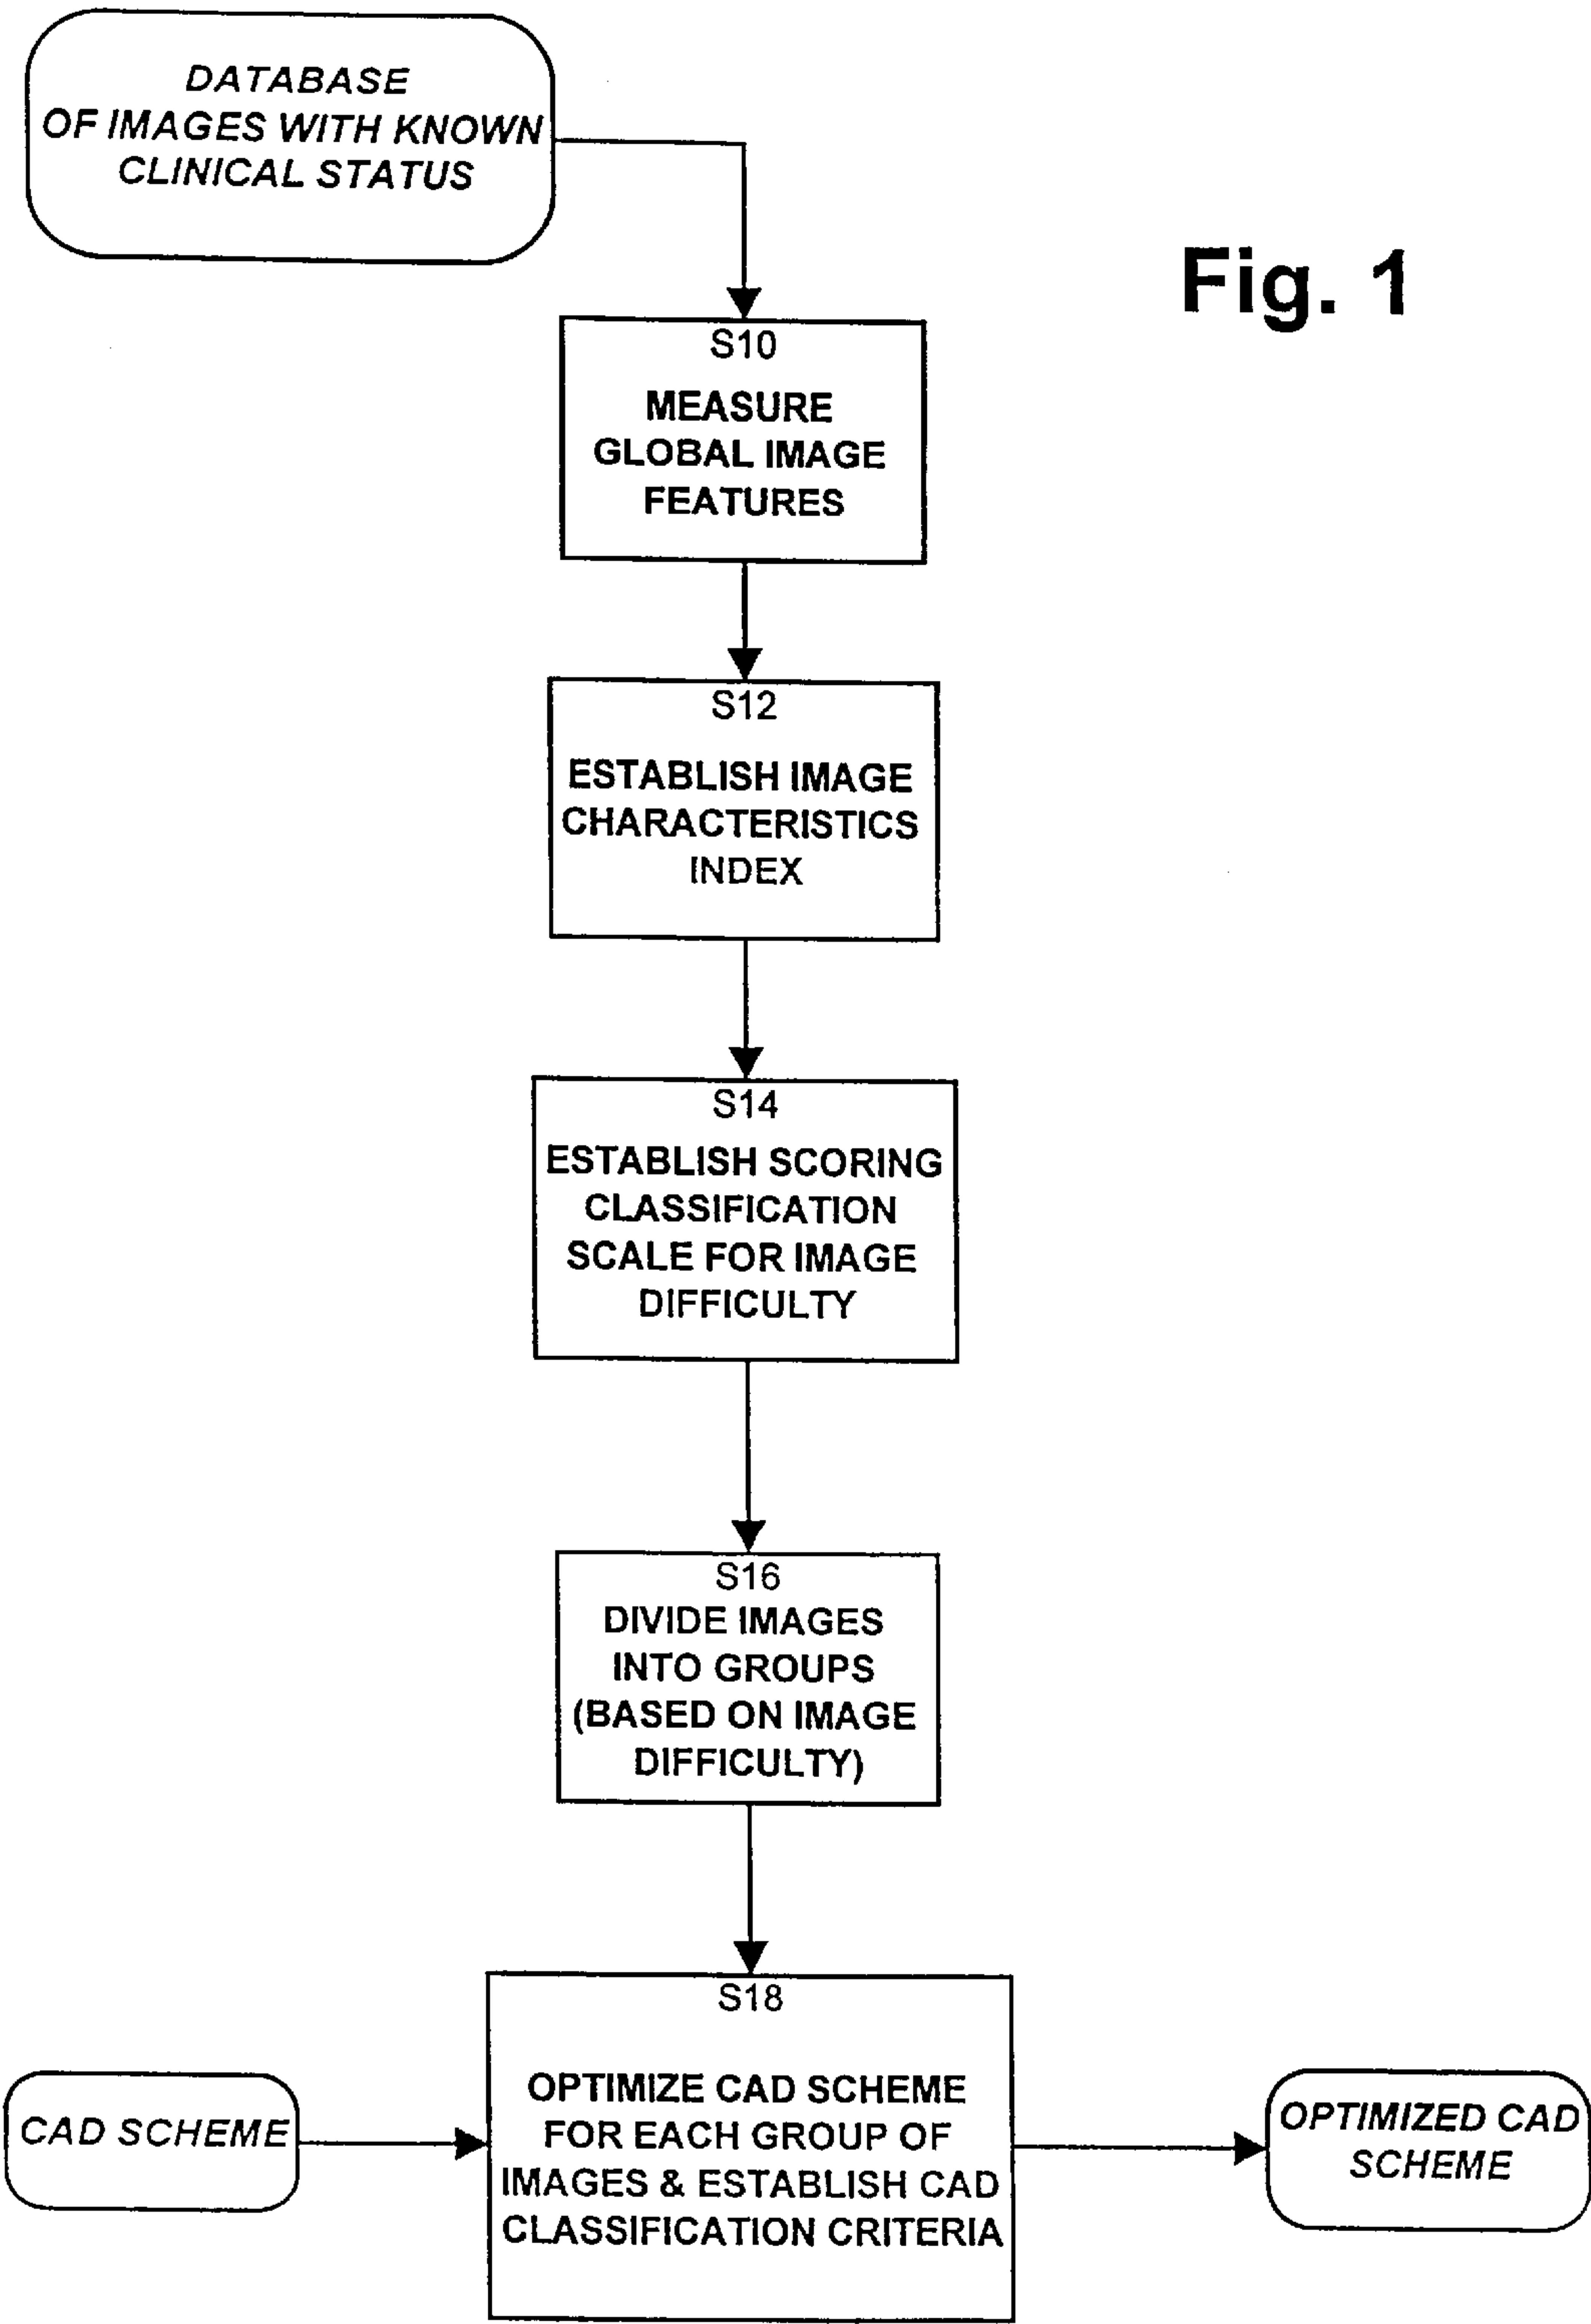 DATABASE
OF IMAGES WITH KNOWN
CLINICAL STATUS
Fig. 1
S10
MEASURE
GLOBAL IMAGE
FEATURES
S12
ESTABLISH IMAGE
CHARACTERISTICS
INDEX
S14
ESTABLISH SCORING
CLASSIFICATION
SCALE FOR IMAGE
DIFFICULTY
S16
DIVIDE IMAGES
INTO GROUPS
(BASED ON IMAGE
DIFFICULTY)
CAD SCHEME
S18
OPTIMIZE CAD SCHEME
FOR EACH GROUP OF
IMAGES & ESTABLISH CAD
CLASSIFICATION CRITERIA
OPTIMIZED CAD
SCHEME